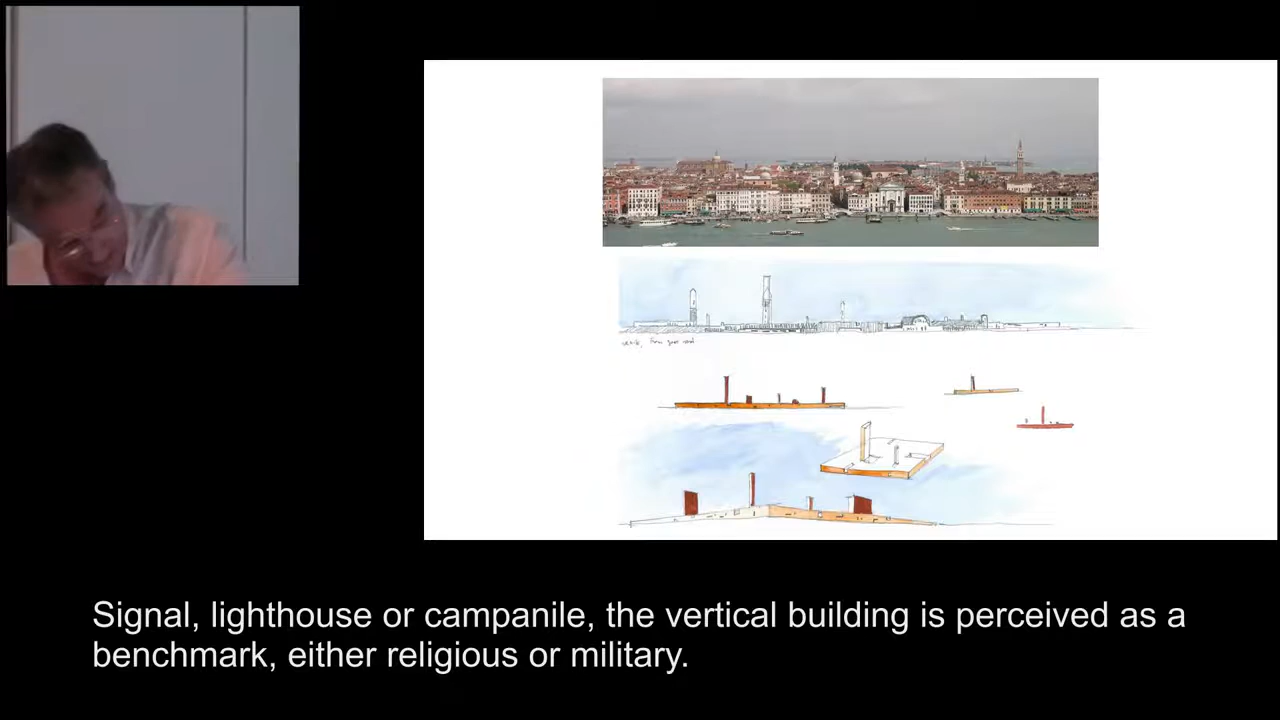 Signal, lighthouse or campanile, the vertical building is perceived as a
benchmark, either religious or military.